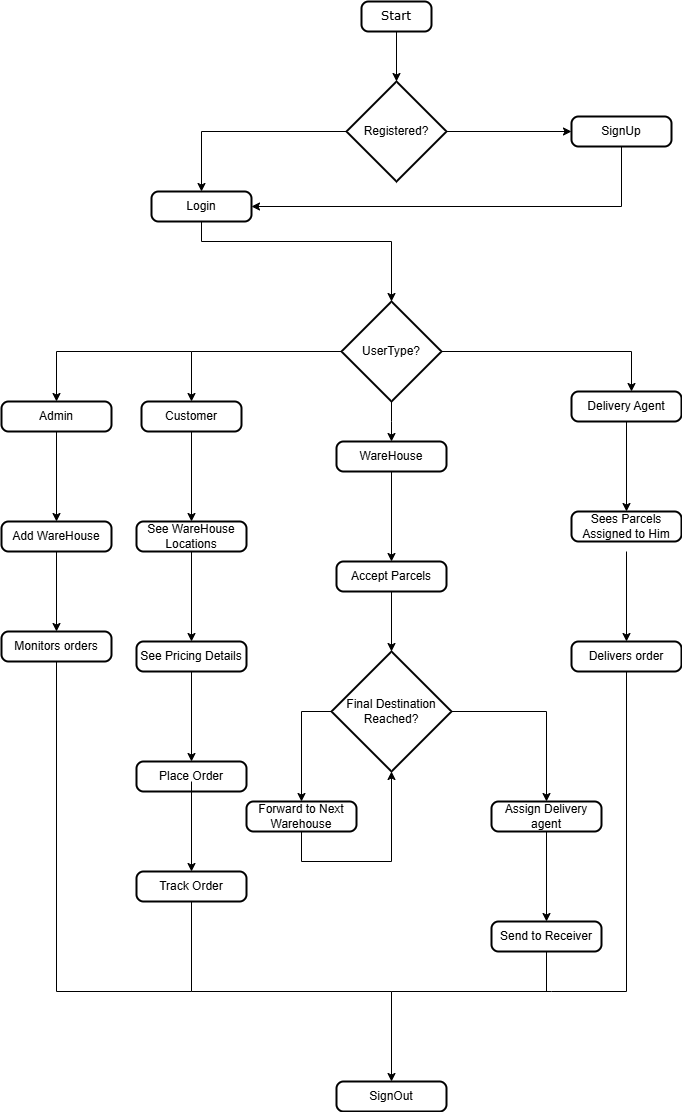 Start
Registered?
SignUp
Login
UserType?
Admin
Customer
WareHouse
Delivery Agent
Add WareHouse
See WareHouse
Locations
Accept Parcels
Sees Parcels
Assigned to Him
Monitors orders
See Pricing Details
Delivers order
Final Destination
Reached?
Place Order
Forward to Next
Warehouse
Assign Delivery
agent
Track Order
Send to Receiver
SignOut